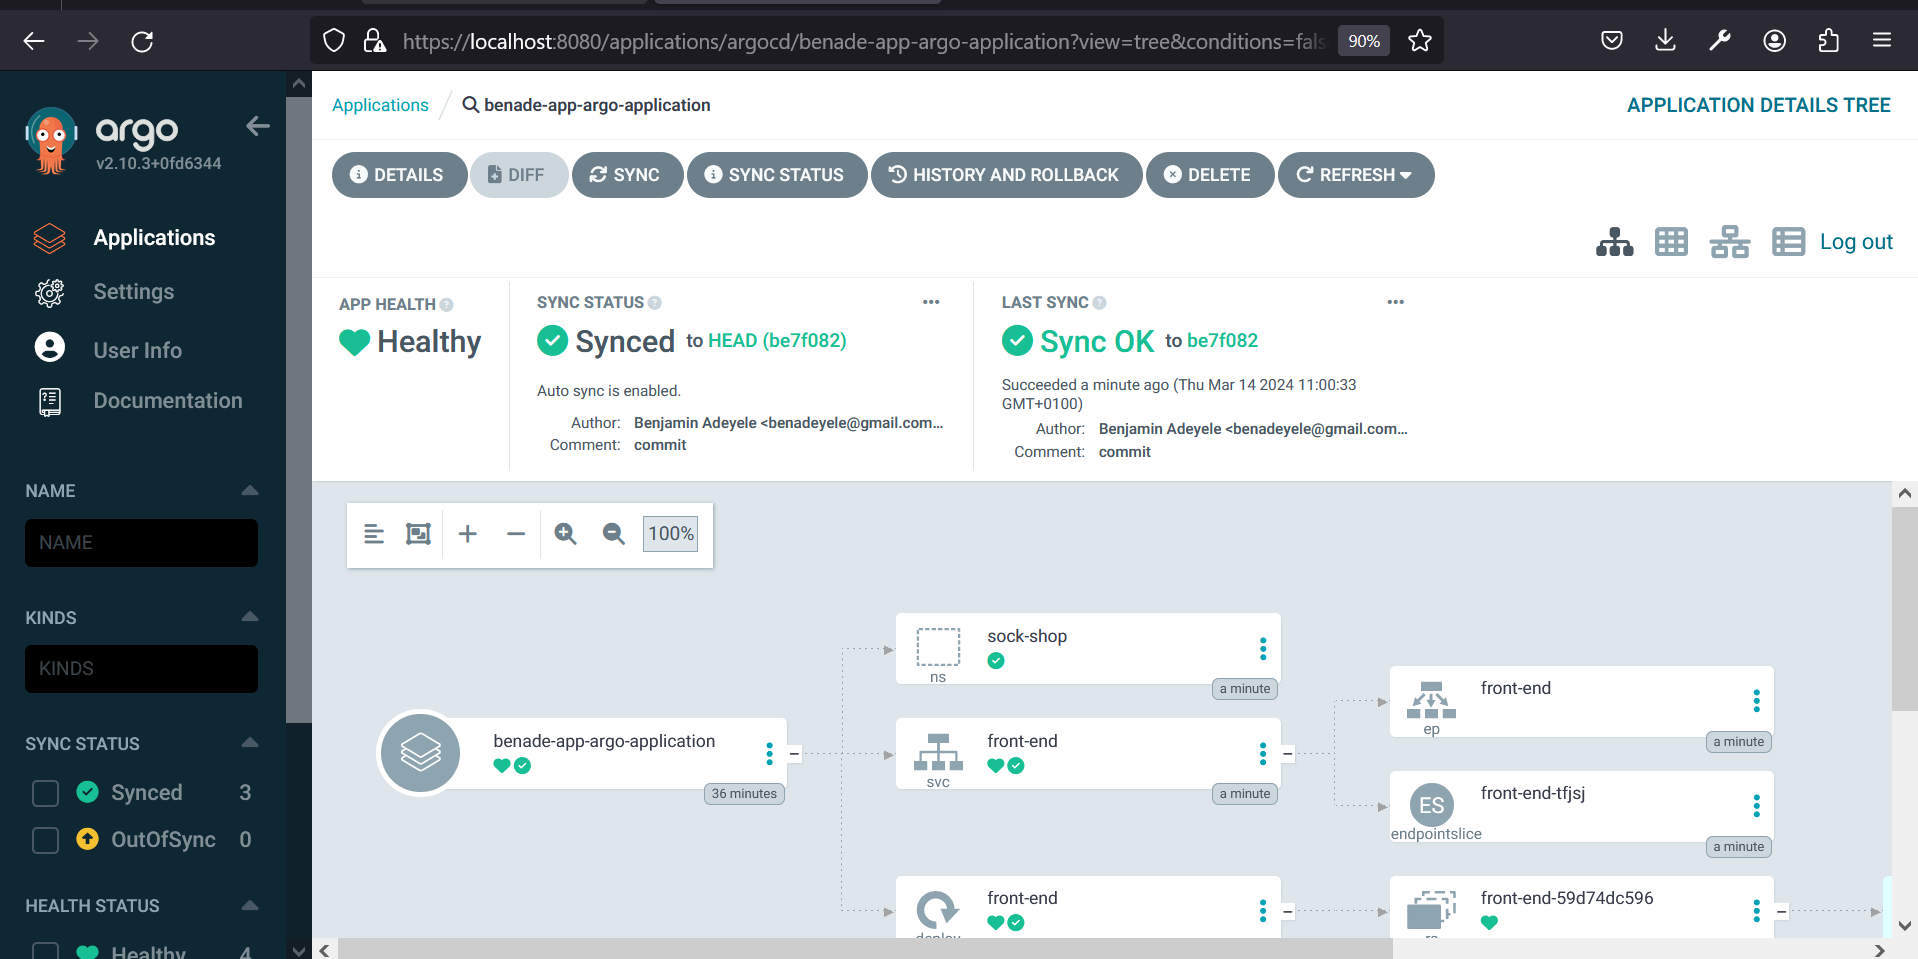 https://localhost:8080/applications/argocd/benade-app-argo-application?view=tree&conditions=fals
90%
argo
v2.10.3+0fd6344
Applications
Settings
User Info
Documentation
NAME
NAME
KINDS
KINDS
SYNC STATUS
Synced 3
OutOfSync 0
HEALTH STATUS
Healthy 4
Applications / benade-app-argo-application
APPLICATION DETAILS TREE
DETAILS
DIFF
SYNC
SYNC STATUS
HISTORY AND ROLLBACK
DELETE
REFRESH
Log out
APP HEALTH
Healthy
SYNC STATUS
Synced to HEAD (be7f082)
Auto sync is enabled.
Author: Benjamin Adeyele <benadeyele@gmail.com...
Comment: commit
LAST SYNC
Sync OK to be7f082
Succeeded a minute ago (Thu Mar 14 2024 11:00:33
GMT+0100)
Author: Benjamin Adeyele <benadeyele@gmail.com...
Comment: commit
100%
benade-app-argo-application
36 minutes
sock-shop
ns
a minute
front-end
svc
a minute
front-end
ep
a minute
ES
front-end-tfjsj
endpointslice
a minute
front-end
deploy
front-end-59d74dc596
rs